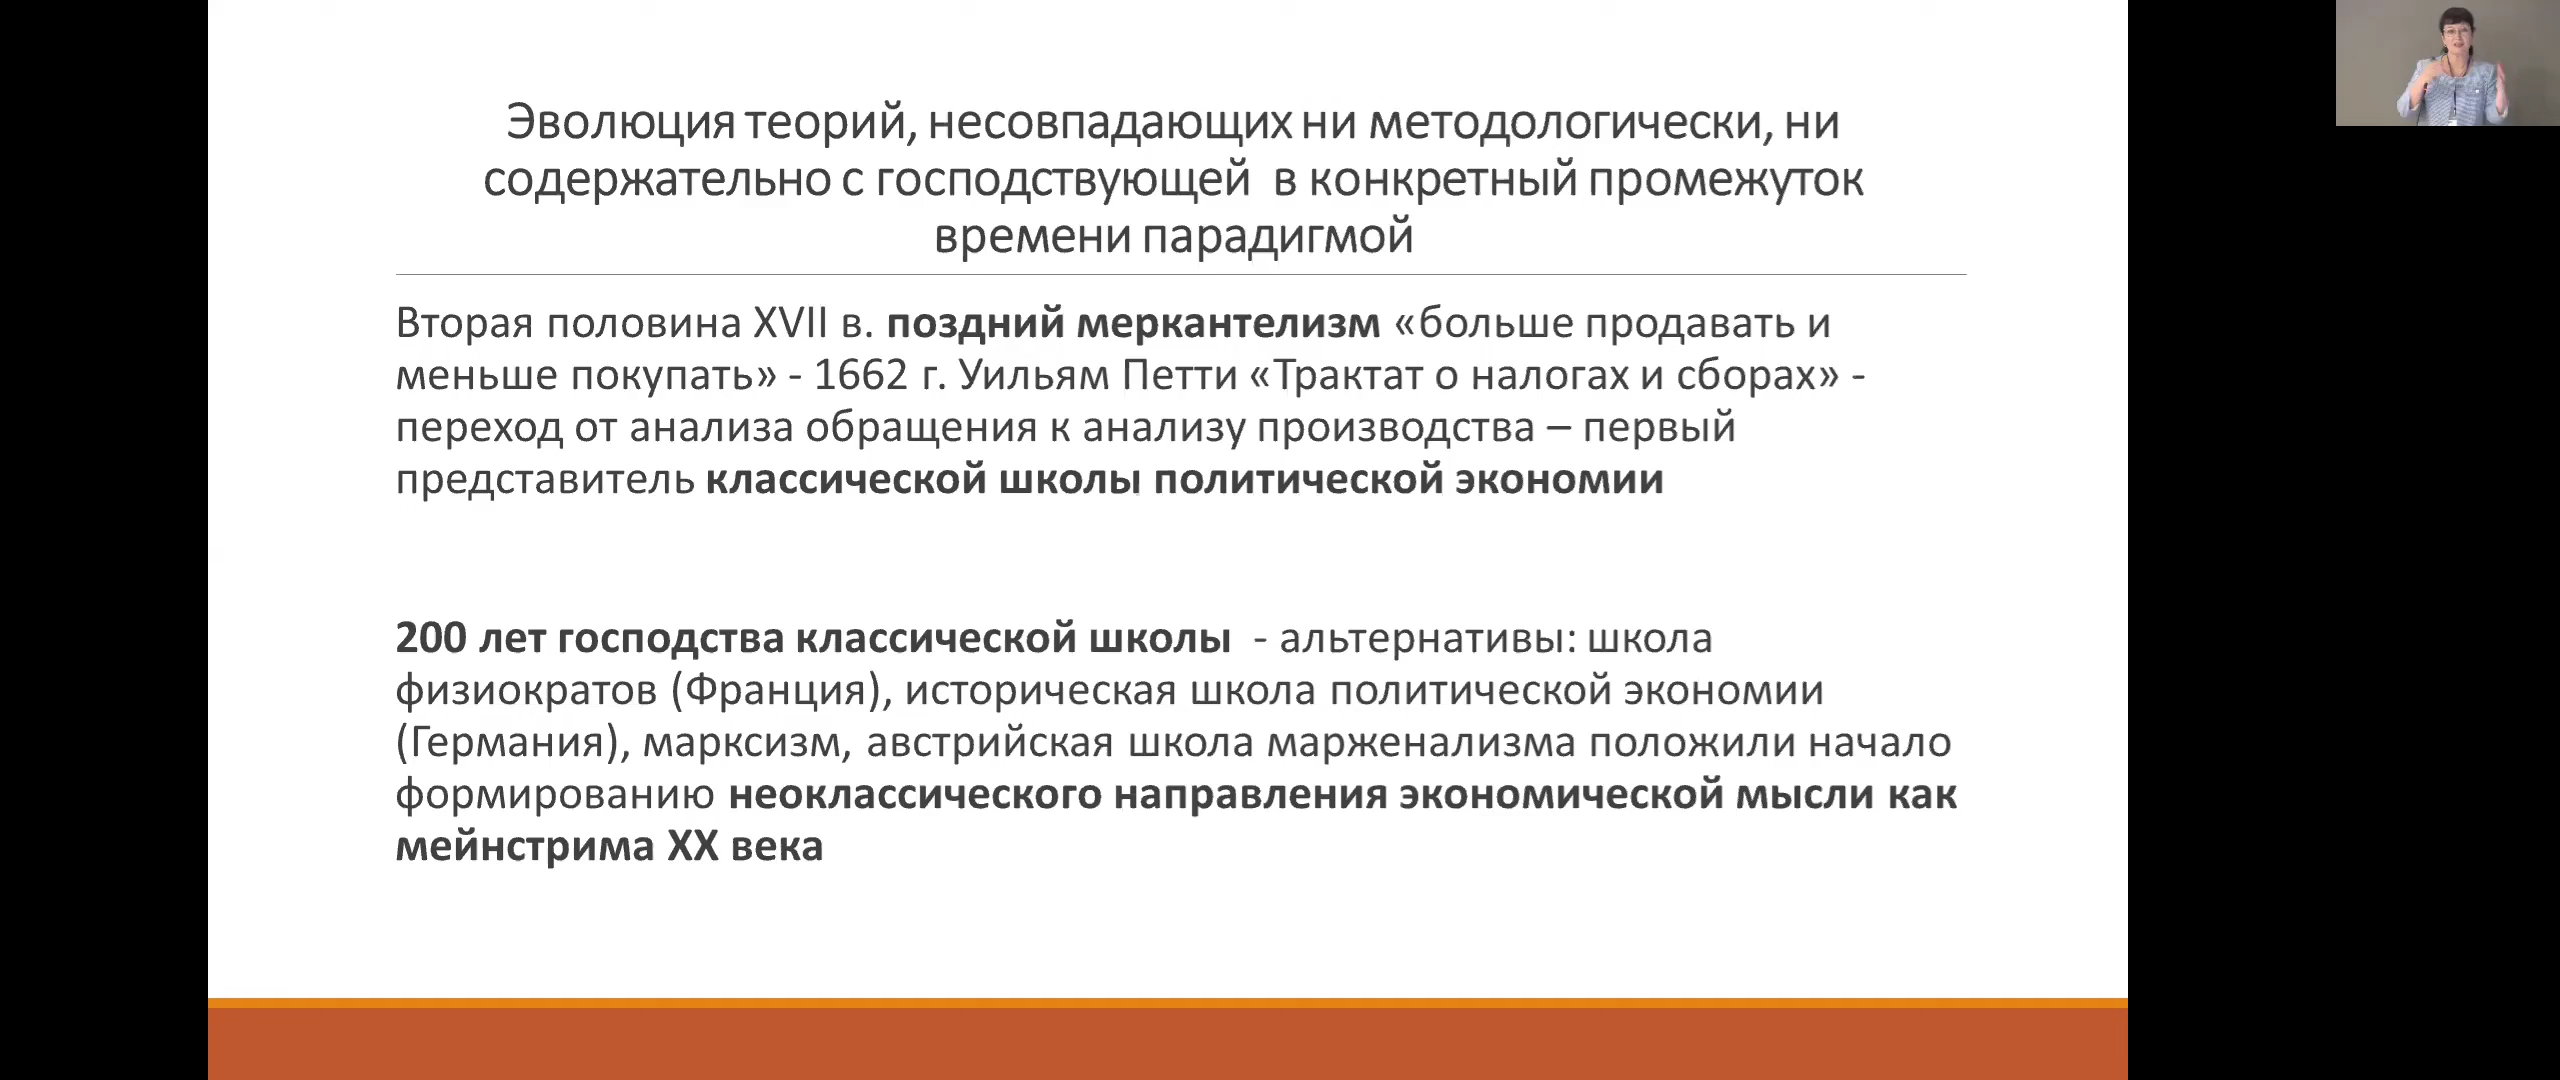 Эволюция теорий, несовпадающих ни методологически, ни
содержательно с господствующей в конкретный промежуток
времени парадигмой
Вторая половина XVII в. поздний меркантелизм «больше продавать и
меньше покупать» - 1662 г. Уильям Петти «Трактат о налогах и сборах» -
переход от анализа обращения к анализу производства – первый
представитель классической школы политической экономии
200 лет господства классической школы - альтернативы: школа
физиократов (Франция), историческая школа политической экономии
(Германия), марксизм, австрийская школа марженализма положили начало
формированию неоклассического направления экономической мысли как
мейнстрима XX века